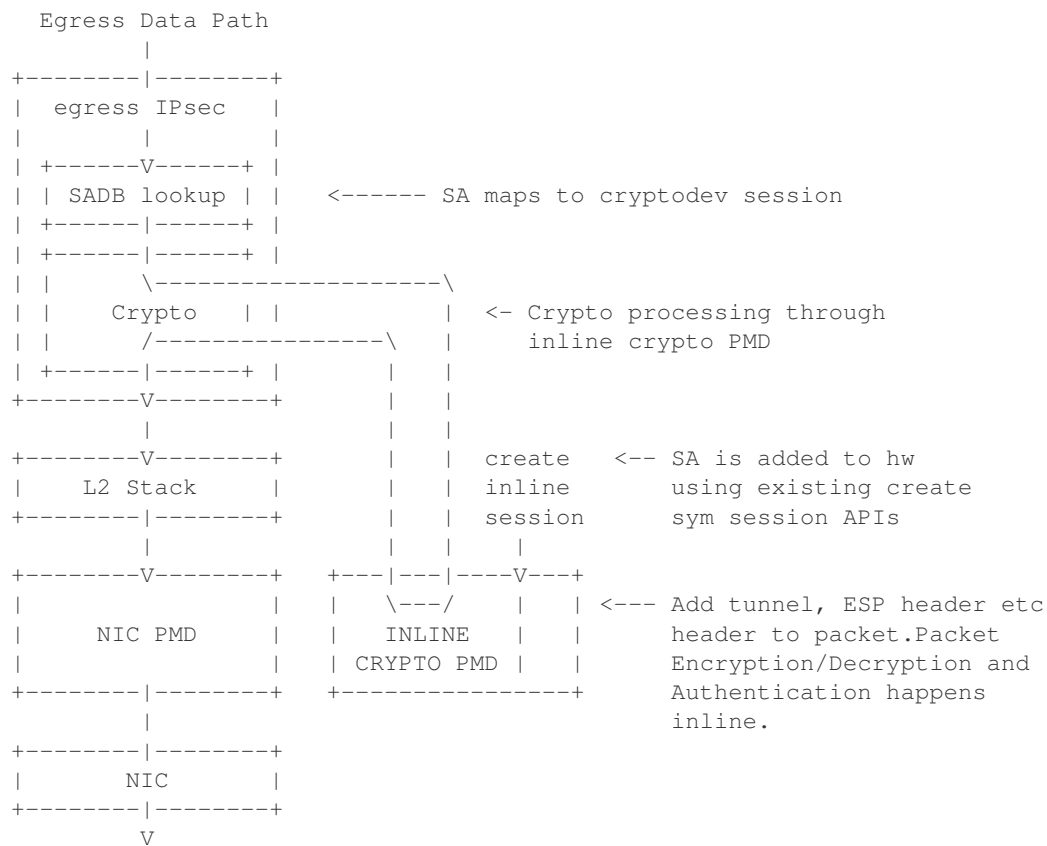 Egress Data Path
egress IPsec
SADB lookup <------ SA maps to cryptodev session
Crypto <- Crypto processing through
inline crypto PMD
create <-- SA is added to hw
L2 Stack inline using existing create
session sym session APIs
V
\---/ <--- Add tunnel, ESP header etc
NIC PMD INLINE header to packet.Packet
CRYPTO PMD Encryption/Decryption and
Authentication happens
inline.
NIC
V